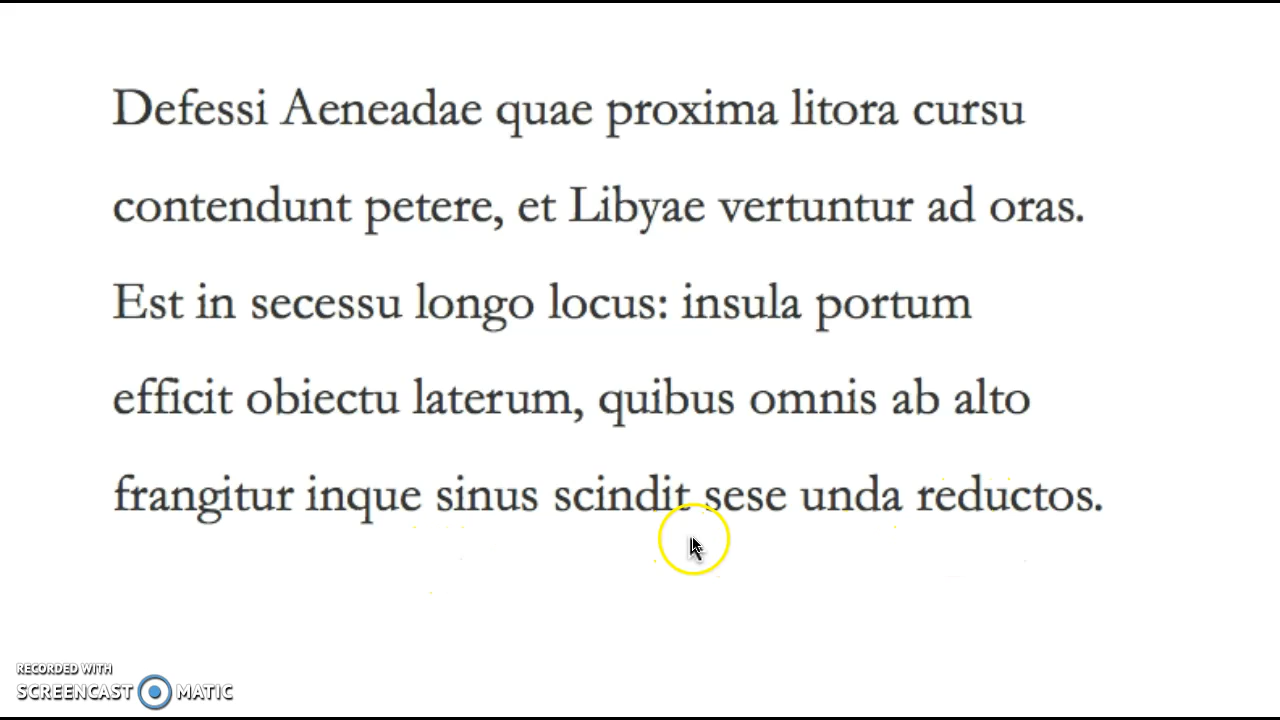 Defessi Aeneadae quae proxima litora cursu
contendunt petere, et Libyae vertuntur ad oras.
Est in secessu longo locus: insula portum
efficit obiectu laterum, quibus omnis ab alto
frangitur inque sinus scindit sese unda reductos.
RECORDED WITH
SCREENCAST MATIC